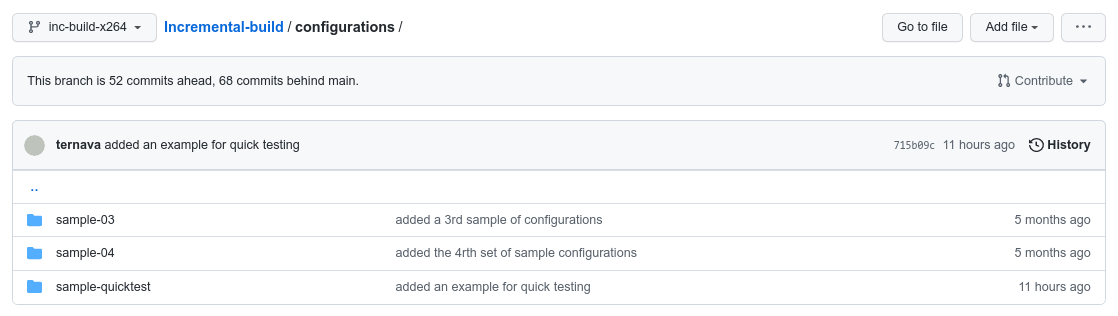 inc-build-x264 Incremental-build / configurations / Go to file Add file ...
This branch is 52 commits ahead, 68 commits behind main. Contribute
ternava added an example for quick testing 715b09c 11 hours ago History
..
sample-03 added a 3rd sample of configurations 5 months ago
sample-04 added the 4rth set of sample configurations 5 months ago
sample-quicktest added an example for quick testing 11 hours ago